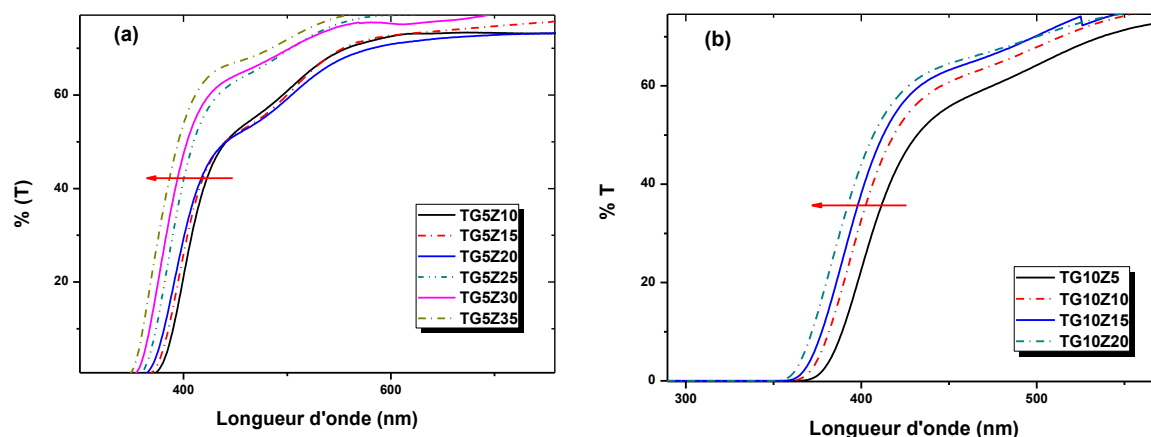 (a)
% (T)
80
60
40
20
400
600
Longueur d'onde (nm)
TG5Z10
TG5Z15
TG5Z20
TG5Z25
TG5Z30
TG5Z35
(b)
% T
60
40
20
0
300
400
500
Longueur d'onde (nm)
TG10Z5
TG10Z10
TG10Z15
TG10Z20